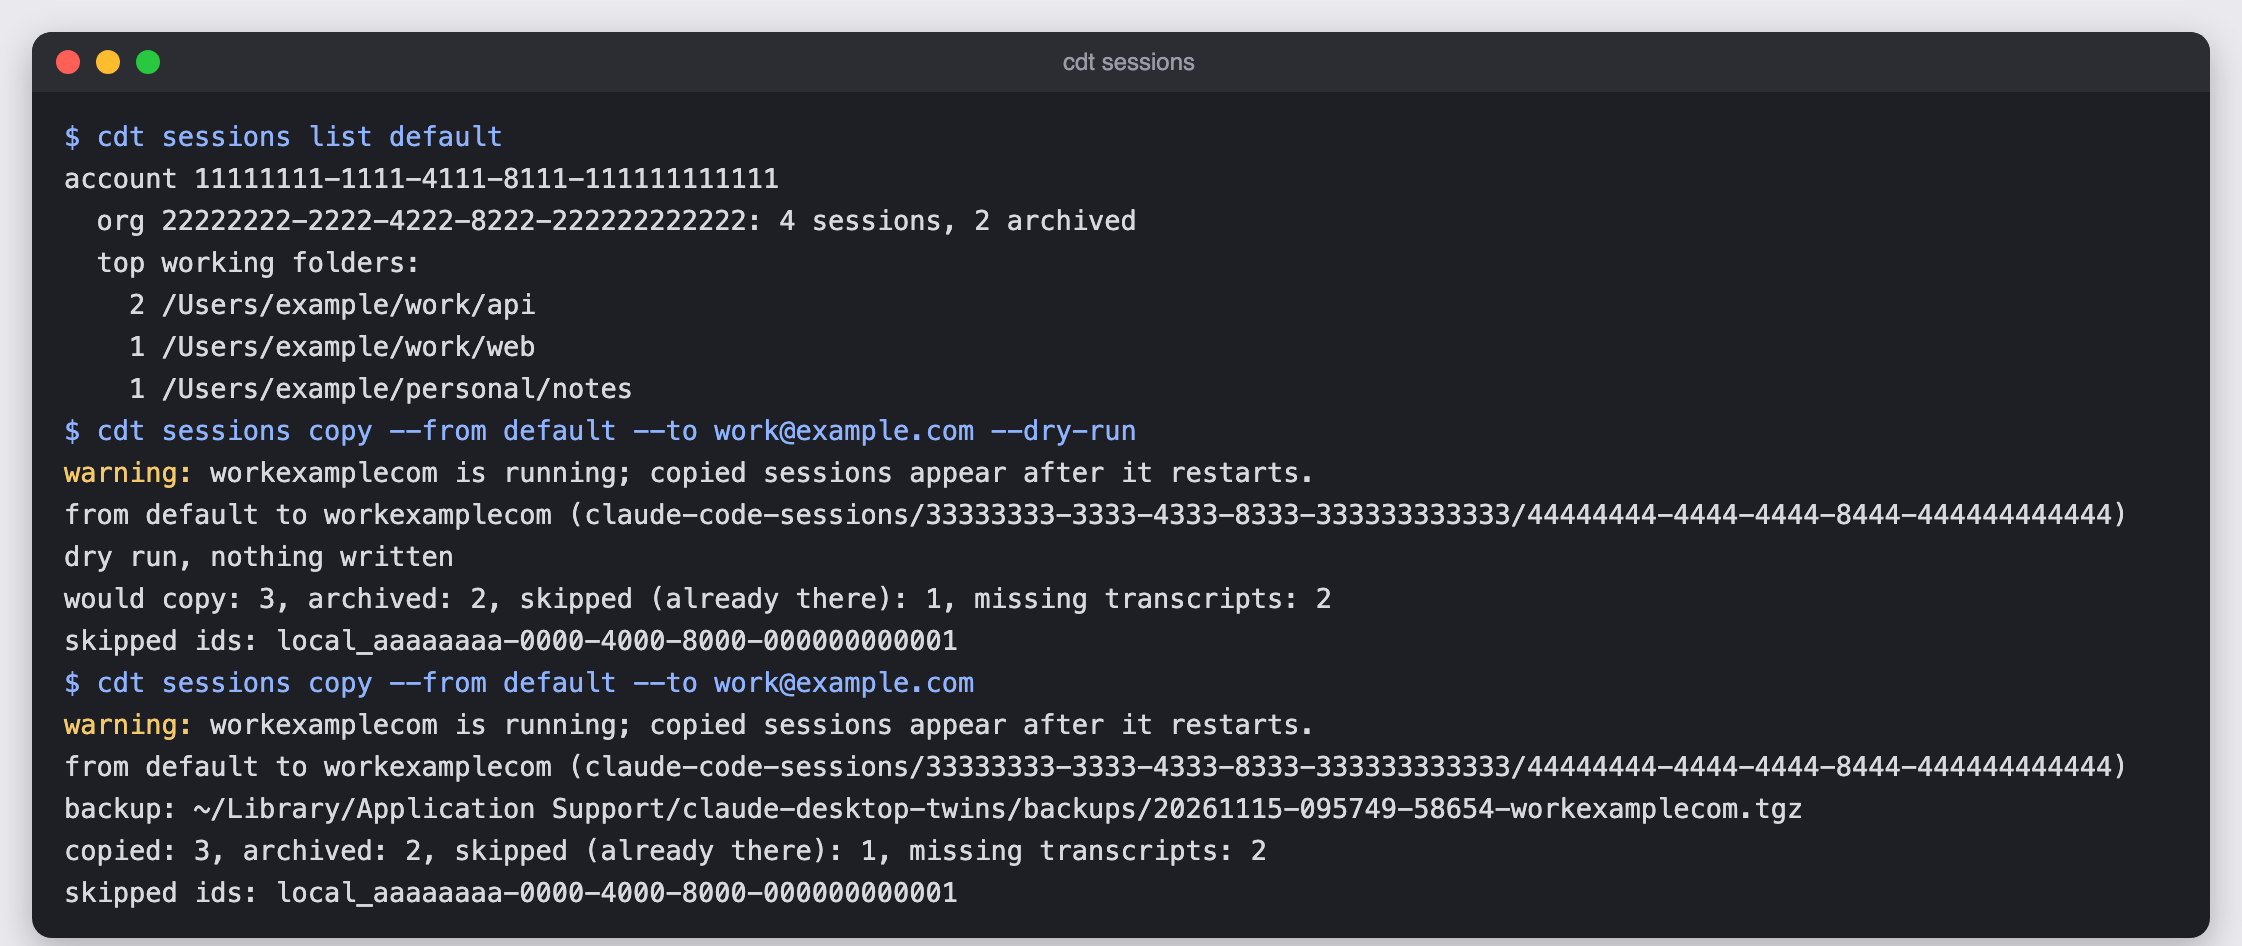 cdt sessions
$ cdt sessions list default
account 11111111-1111-4111-8111-111111111111
  org 22222222-2222-4222-8222-222222222222: 4 sessions, 2 archived
  top working folders:
    2 /Users/example/work/api
    1 /Users/example/work/web
    1 /Users/example/personal/notes
$ cdt sessions copy --from default --to work@example.com --dry-run
warning: workexamplecom is running; copied sessions appear after it restarts.
from default to workexamplecom (claude-code-sessions/33333333-3333-4333-8333-333333333333/44444444-4444-4444-8444-444444444444)
dry run, nothing written
would copy: 3, archived: 2, skipped (already there): 1, missing transcripts: 2
skipped ids: local_aaaaaaaa-0000-4000-8000-000000000001
$ cdt sessions copy --from default --to work@example.com
warning: workexamplecom is running; copied sessions appear after it restarts.
from default to workexamplecom (claude-code-sessions/33333333-3333-4333-8333-333333333333/44444444-4444-4444-8444-444444444444)
backup: ~/Library/Application Support/claude-desktop-twins/backups/20261115-095749-58654-workexamplecom.tgz
copied: 3, archived: 2, skipped (already there): 1, missing transcripts: 2
skipped ids: local_aaaaaaaa-0000-4000-8000-000000000001